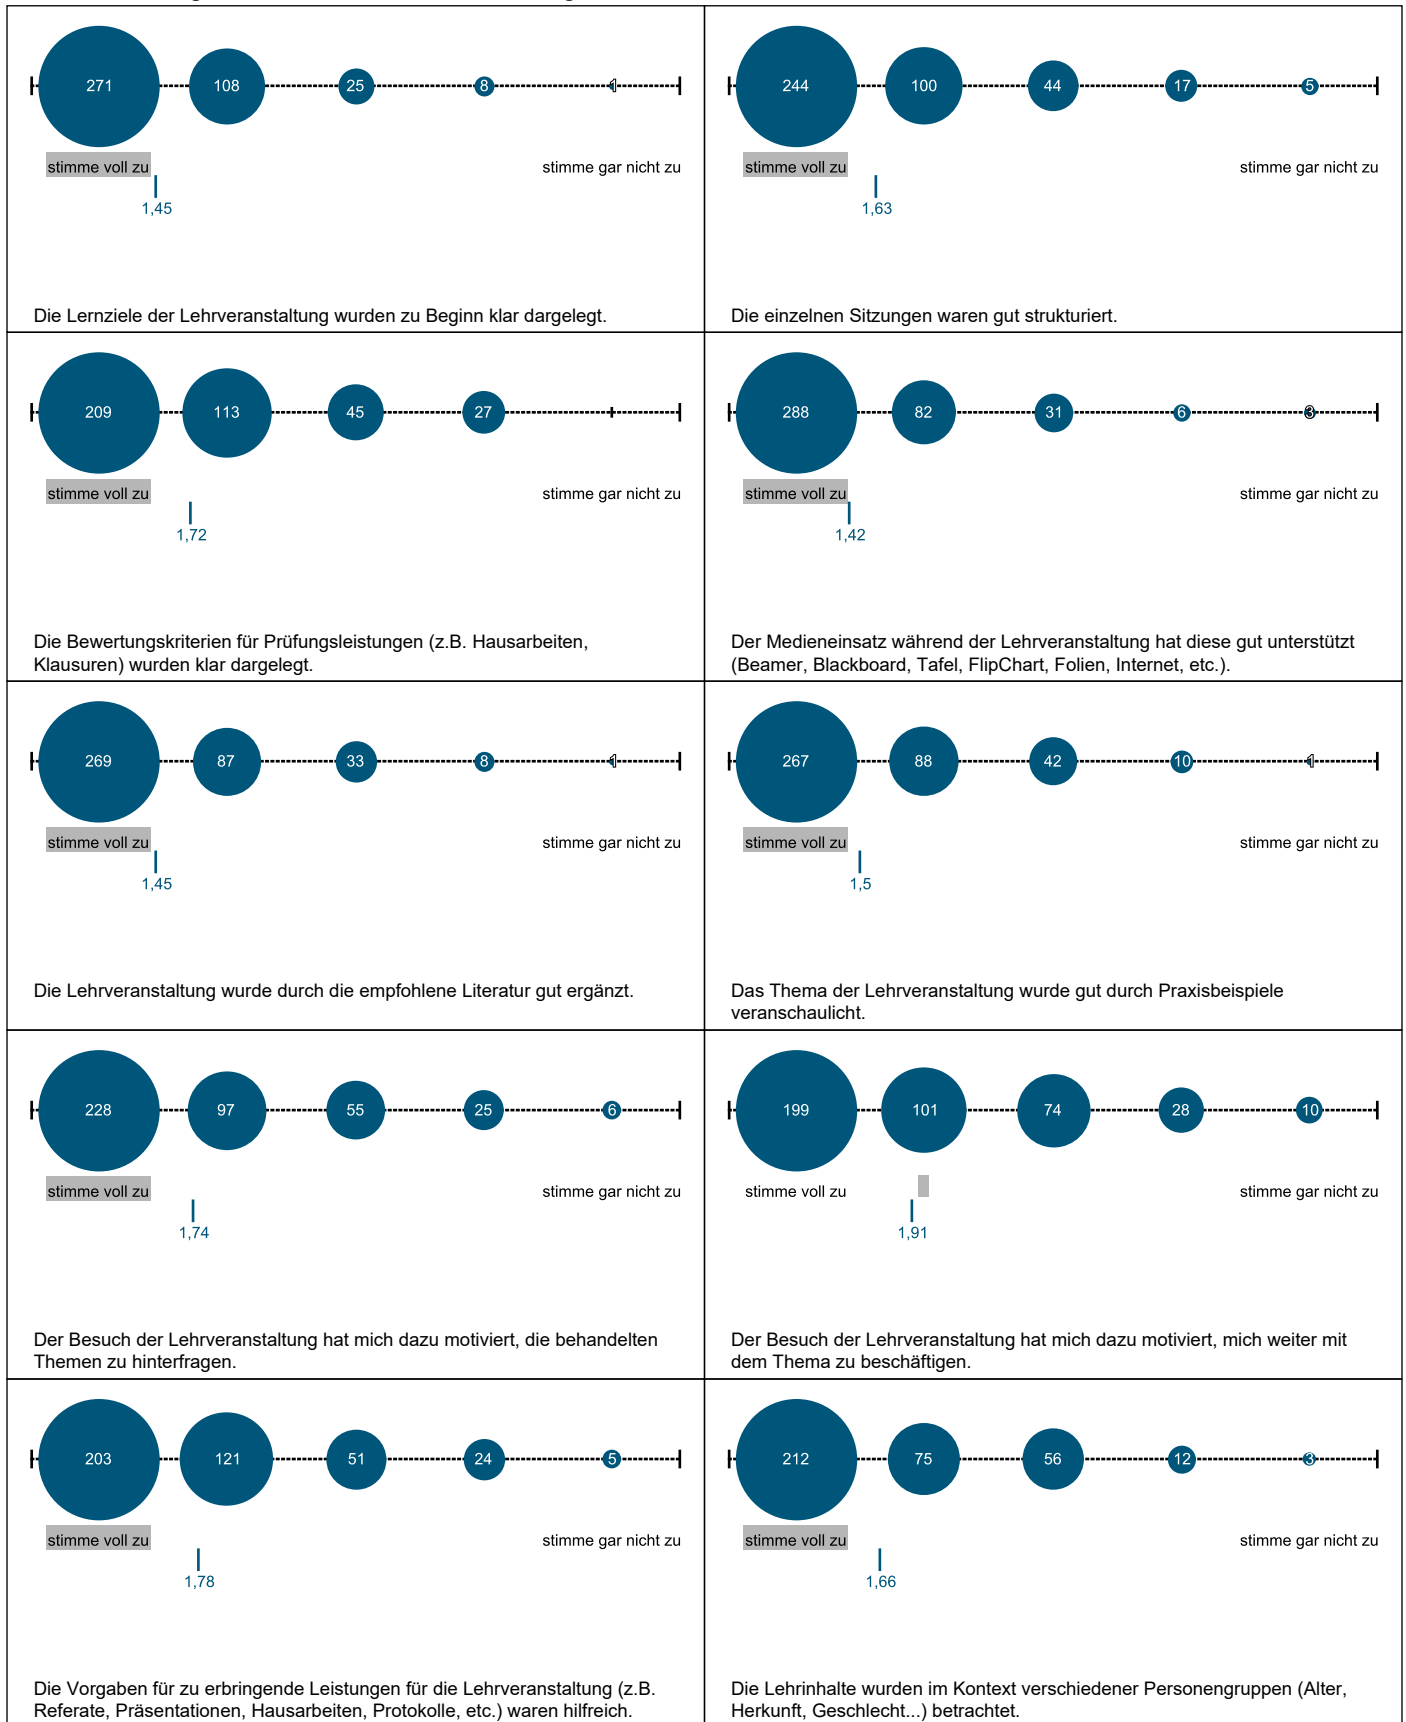 271 108 25 8 1
stimme voll zu stimme gar nicht zu
1,45
Die Lernziele der Lehrveranstaltung wurden zu Beginn klar dargelegt.
244 100 44 17 5
stimme voll zu stimme gar nicht zu
1,63
Die einzelnen Sitzungen waren gut strukturiert.
209 113 45 27
stimme voll zu stimme gar nicht zu
1,72
Die Bewertungskriterien für Prüfungsleistungen (z.B. Hausarbeiten,
Klausuren) wurden klar dargelegt.
288 82 31 6 3
stimme voll zu stimme gar nicht zu
1,42
Der Medieneinsatz während der Lehrveranstaltung hat diese gut unterstützt
(Beamer, Blackboard, Tafel, FlipChart, Folien, Internet, etc.).
269 87 33 8 1
stimme voll zu stimme gar nicht zu
1,45
Die Lehrveranstaltung wurde durch die empfohlene Literatur gut ergänzt.
267 88 42 10 1
stimme voll zu stimme gar nicht zu
1,5
Das Thema der Lehrveranstaltung wurde gut durch Praxisbeispiele
veranschaulicht.
228 97 55 25 6
stimme voll zu stimme gar nicht zu
1,74
Der Besuch der Lehrveranstaltung hat mich dazu motiviert, die behandelten
Themen zu hinterfragen.
199 101 74 28 10
stimme voll zu stimme gar nicht zu
1,91
Der Besuch der Lehrveranstaltung hat mich dazu motiviert, mich weiter mit
dem Thema zu beschäftigen.
203 121 51 24 5
stimme voll zu stimme gar nicht zu
1,78
Die Vorgaben für zu erbringende Leistungen für die Lehrveranstaltung (z.B.
Referate, Präsentationen, Hausarbeiten, Protokolle, etc.) waren hilfreich.
212 75 56 12 3
stimme voll zu stimme gar nicht zu
1,66
Die Lehrinhalte wurden im Kontext verschiedener Personengruppen (Alter,
Herkunft, Geschlecht...) betrachtet.